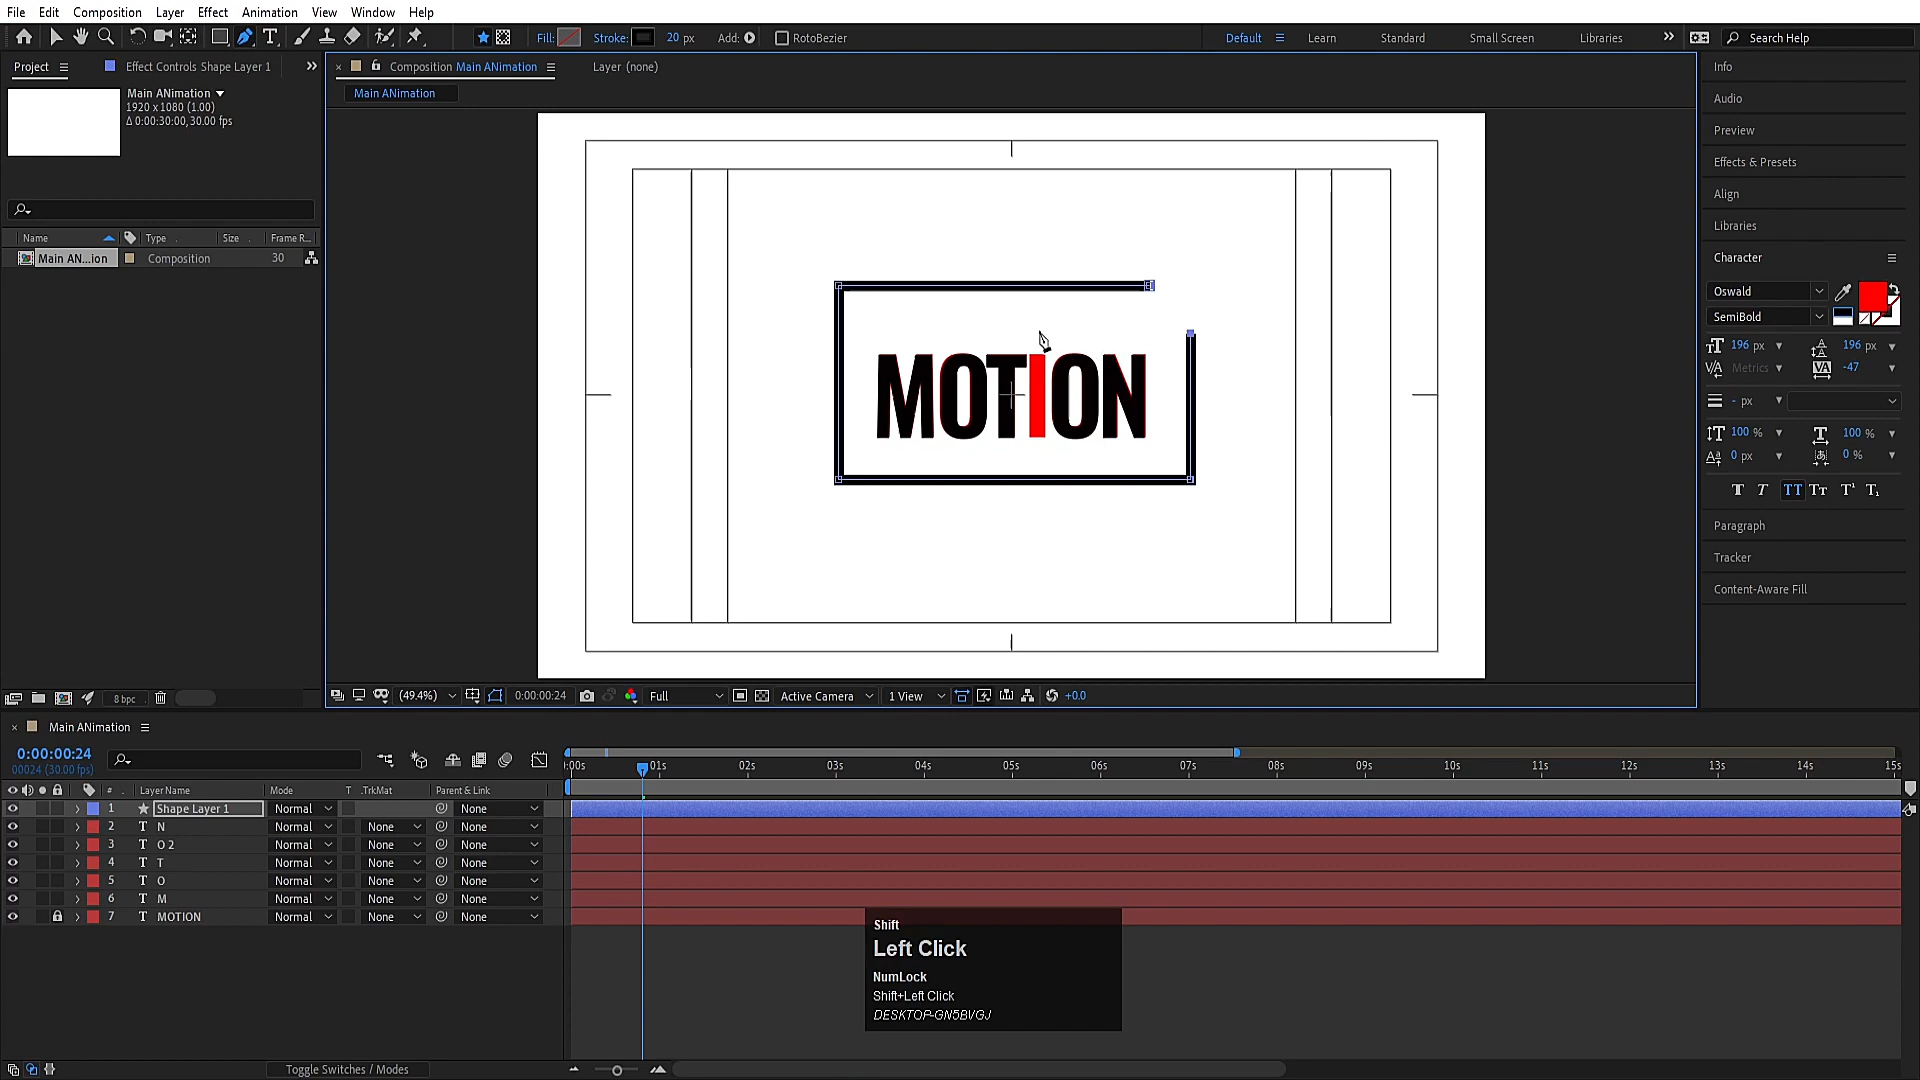 File Edit Composition Layer Effect Animation View Window Help
Fill: Stroke: 20 px Add: RotoBezier Default Learn Standard Small Screen Libraries Search Help
Project Effect Controls Shape Layer 1 Composition Main ANimation Layer (none)
Main ANimation
1920 x 1080 (1.00)
Δ 0:00:30:00, 30.00 fps
Main ANimation
Name Type Size Frame R...
Main AN...ion Composition 30
MOTION
8 bpc (49.4%) 0:00:00:24 Full Active Camera 1 View +0.0
Info
Audio
Preview
Effects & Presets
Align
Libraries
Character
Oswald
SemiBold
196 px 196 px
Metrics -47
- px
100 % 100 %
0 px 0 %
Paragraph
Tracker
Content-Aware Fill
Main ANimation
0:00:00:24
00024 (30.00 fps)
:00s 01s 02s 03s 04s 05s 06s 07s 08s 09s 10s 11s 12s 13s 14s 15s
# Layer Name Mode T .TrkMat Parent & Link
1 Shape Layer 1 Normal None
2 T N Normal None None
3 T O 2 Normal None None
4 T T Normal None None
5 T O Normal None None
6 T M Normal None None
7 T MOTION Normal None None
Shift
Left Click
NumLock
Shift+Left Click
DESKTOP-GN5BVGJ
Toggle Switches / Modes